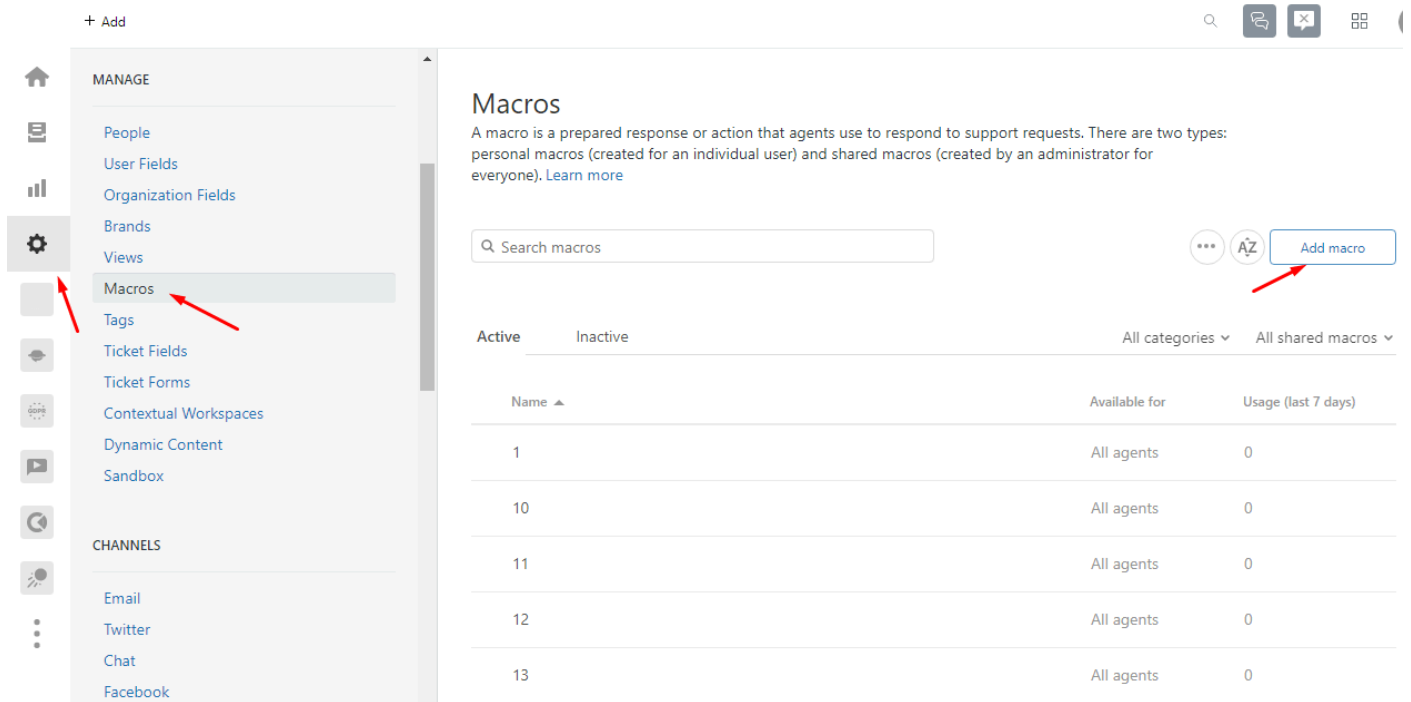 + Add
MANAGE
People
User Fields
Organization Fields
Brands
Views
Macros
Tags
Ticket Fields
Ticket Forms
Contextual Workspaces
Dynamic Content
Sandbox
CHANNELS
Email
Twitter
Chat
Facebook
GDPR
Macros
A macro is a prepared response or action that agents use to respond to support requests. There are two types:
personal macros (created for an individual user) and shared macros (created by an administrator for
everyone). Learn more
Search macros
AZ
Add macro
Active Inactive All categories All shared macros
Name Available for Usage (last 7 days)
1 All agents 0
10 All agents 0
11 All agents 0
12 All agents 0
13 All agents 0